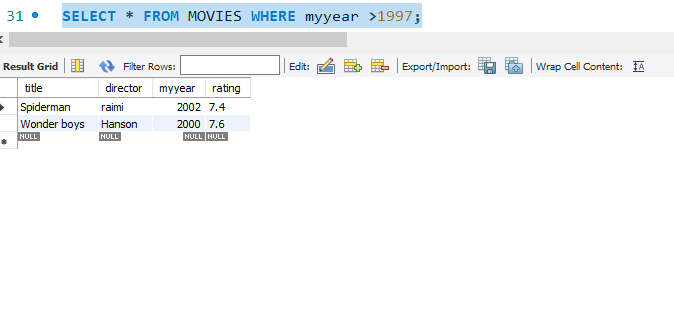 31 SELECT * FROM MOVIES WHERE myyear >1997;
Result Grid Filter Rows: Edit: Export/Import: Wrap Cell Content: IA
title director myyear rating
Spiderman raimi 2002 7.4
Wonder boys Hanson 2000 7.6
NULL NULL NULL NULL